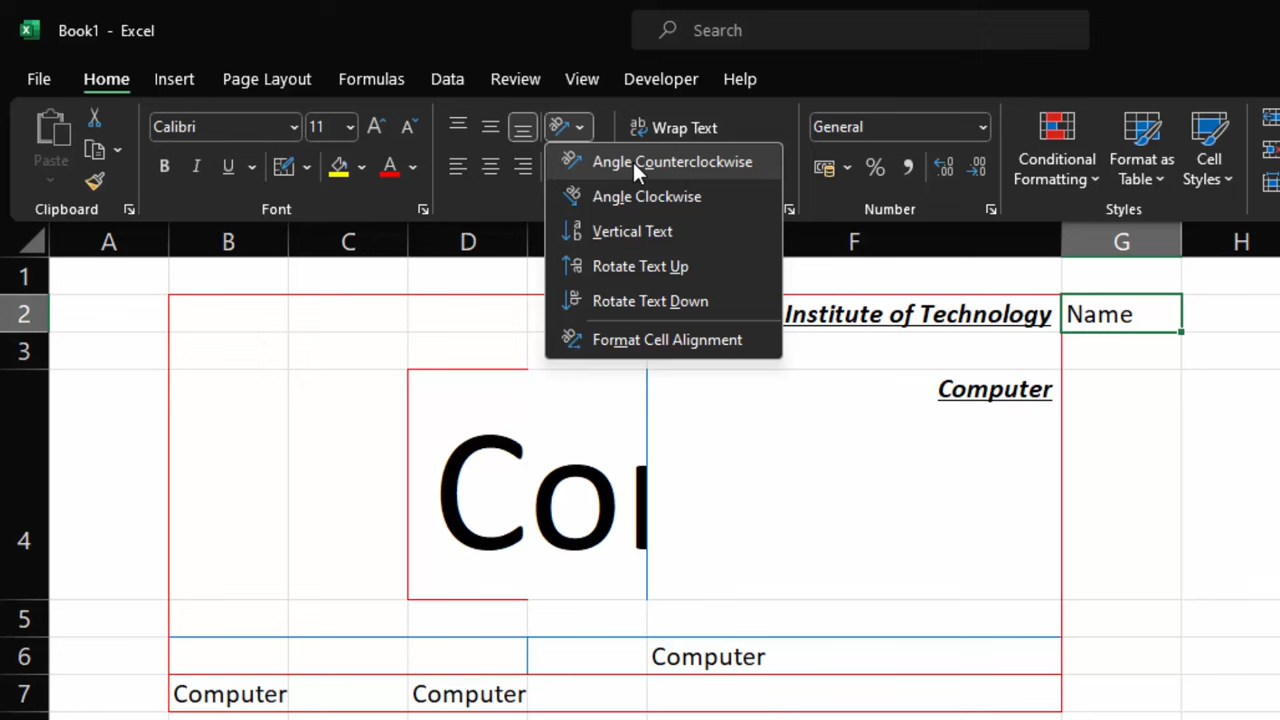 Book1 - Excel
Search
File Home Insert Page Layout Formulas Data Review View Developer Help
Paste
Calibri 11
B I U
Wrap Text
General
Conditional Formatting
Format as Table
Cell Styles
Clipboard Font Number Styles
Angle Counterclockwise
Angle Clockwise
Vertical Text
Rotate Text Up
Rotate Text Down
Format Cell Alignment
A B C D F G H
1
2 Institute of Technology Name
3
Computer
4
5
6 Computer
7 Computer Computer